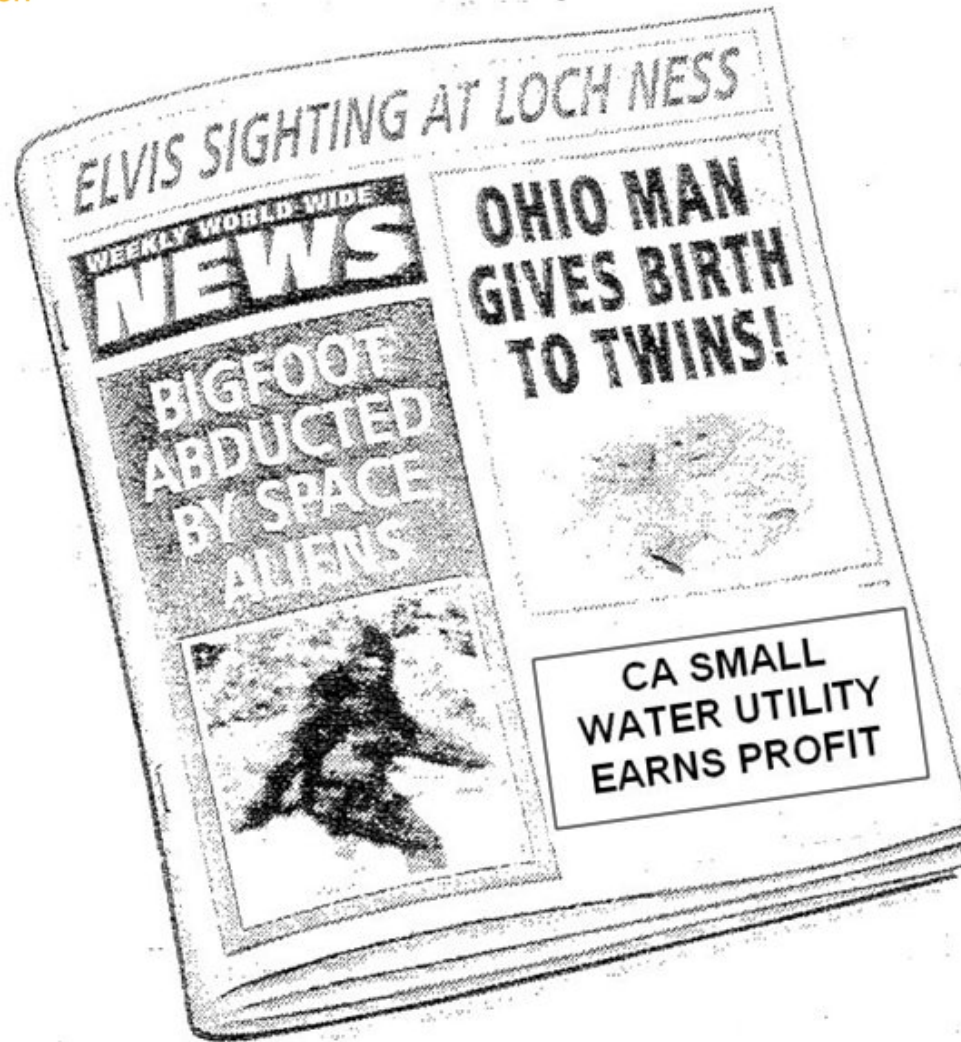 ELVIS SIGHTING AT LOCH NESS
WEEKLY WORLD WIDE
NEWS
BIGFOOT
ABDUCTED
BY SPACE
ALIENS
OHIO MAN
GIVES BIRTH
TO TWINS!
CA SMALL
WATER UTILITY
EARNS PROFIT